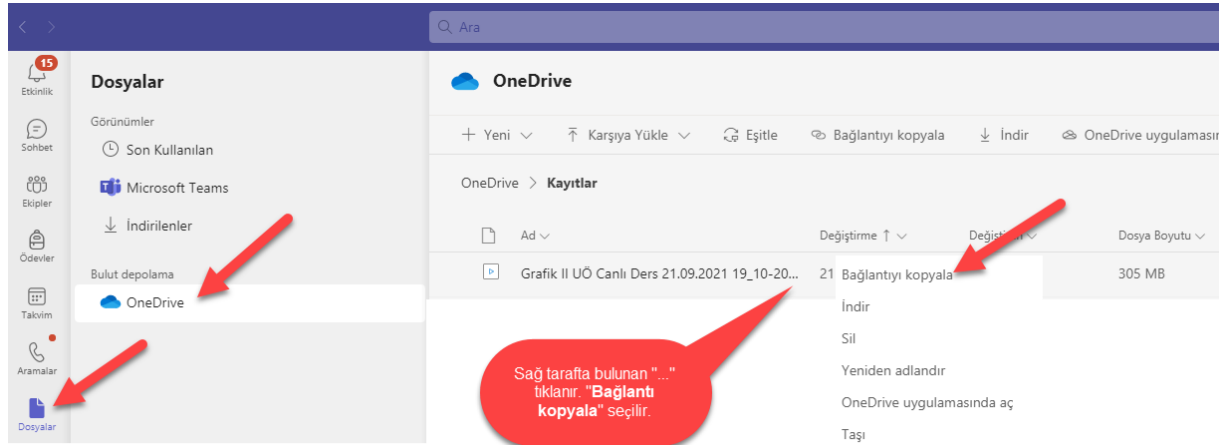 Ara
15
Etkinlik
Sohbet
Ekipler
Ödevler
Takvim
Aramalar
Dosyalar
Dosyalar
Görünümler
Son Kullanılan
Microsoft Teams
İndirilenler
Bulut depolama
OneDrive
OneDrive
+ Yeni Karşıya Yükle Eşitle Bağlantıyı kopyala İndir
OneDrive > Kayıtlar
Ad Değiştirme ↑ Dosya Boyutu
Grafik II UÖ Canlı Ders 21.09.2021 19_10-20... 21 305 MB
Bağlantıyı kopyala
İndir
Sil
Yeniden adlandır
OneDrive uygulamasında aç
Taşı
Sağ tarafta bulunan "..."
tıklanır. "Bağlantı
kopyala" seçilir.